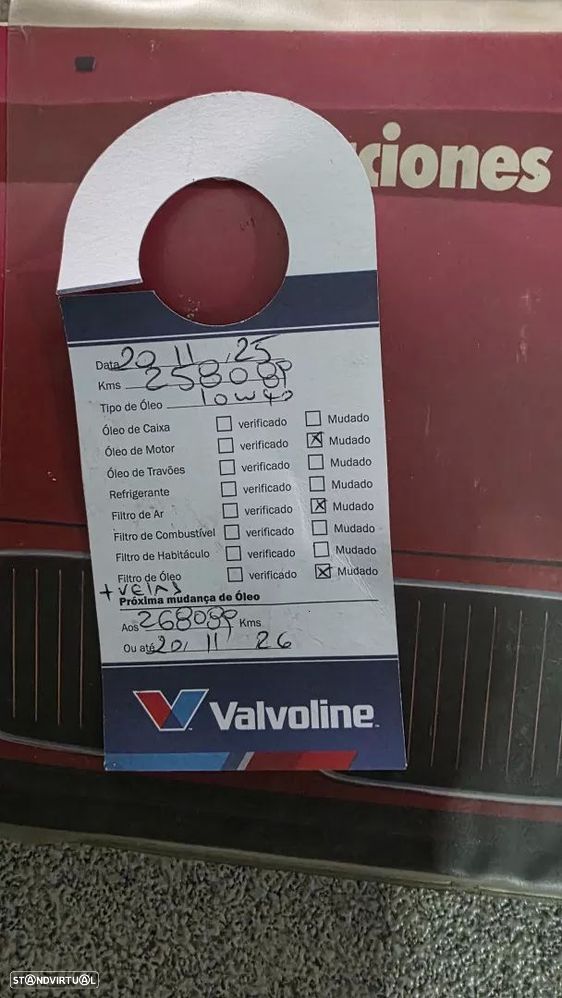 ciones
Data 20 11 , 25
Kms 258089
Tipo de Óleo 10W40
Óleo de Caixa verificado Mudado
Óleo de Motor verificado Mudado
Óleo de Travões verificado Mudado
Refrigerante verificado Mudado
Filtro de Ar verificado Mudado
Filtro de Combustível verificado Mudado
Filtro de Habitáculo verificado Mudado
Filtro de Óleo verificado Mudado
+ VELAS
Próxima mudança de Óleo
Aos 268089 Kms
Ou até 20, 11 26
Valvoline
ST@NDVIRTU@L